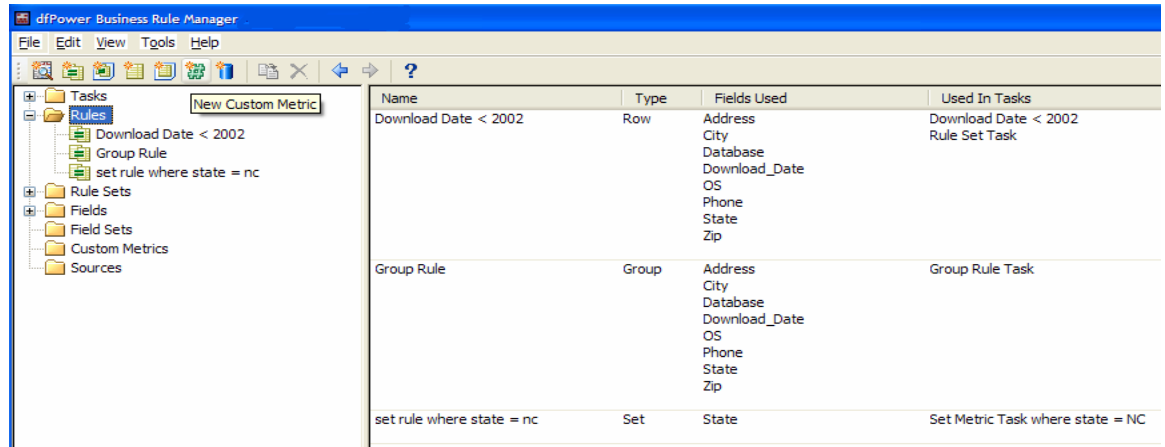 dfPower Business Rule Manager
File Edit View Tools Help
?
New Custom Metric
Tasks
Rules
Download Date < 2002
Group Rule
set rule where state = nc
Rule Sets
Fields
Field Sets
Custom Metrics
Sources
Name Type Fields Used Used In Tasks
Download Date < 2002 Row Address Download Date < 2002
City Rule Set Task
Database
Download_Date
OS
Phone
State
Zip
Group Rule Group Address Group Rule Task
City
Database
Download_Date
OS
Phone
State
Zip
set rule where state = nc Set State Set Metric Task where state = NC